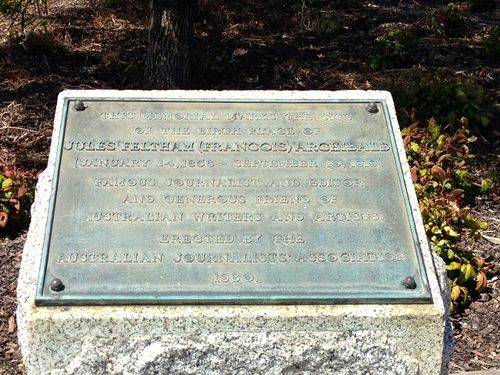 THIS MEMORIAL MARKS THE SITE
OF THE BIRTH PLACE OF
JULES FELTHAM (FRANCOIS) ARCHIBALD
(JANUARY 14, 1856 – SEPTEMBER 10, 1919)
FAMOUS JOURNALIST AND EDITOR
AND GENEROUS FRIEND OF
AUSTRALIAN WRITERS AND ARTISTS.
ERECTED BY THE
AUSTRALIAN JOURNALISTS' ASSOCIATION